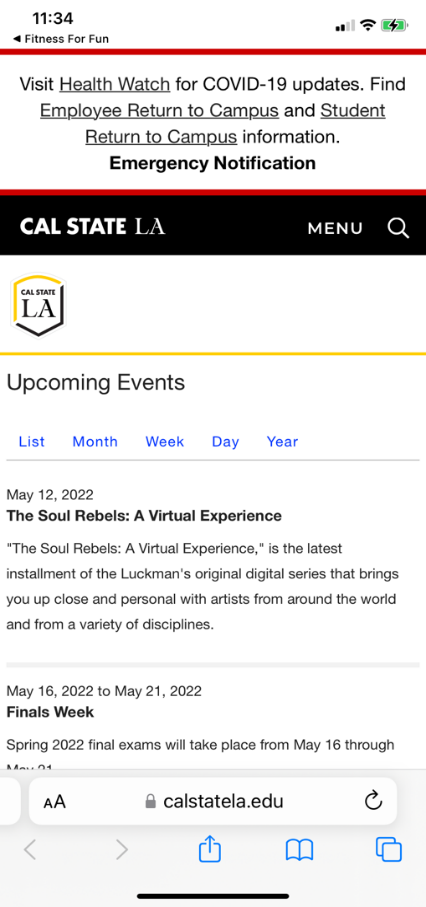 11:34
◀ Fitness For Fun
Visit Health Watch for COVID-19 updates. Find
Employee Return to Campus and Student
Return to Campus information.
Emergency Notification
CAL STATE LA
MENU
CAL STATE
LA
Upcoming Events
List Month Week Day Year
May 12, 2022
The Soul Rebels: A Virtual Experience
"The Soul Rebels: A Virtual Experience," is the latest
installment of the Luckman's original digital series that brings
you up close and personal with artists from around the world
and from a variety of disciplines.
May 16, 2022 to May 21, 2022
Finals Week
Spring 2022 final exams will take place from May 16 through
May 21
AA calstatela.edu